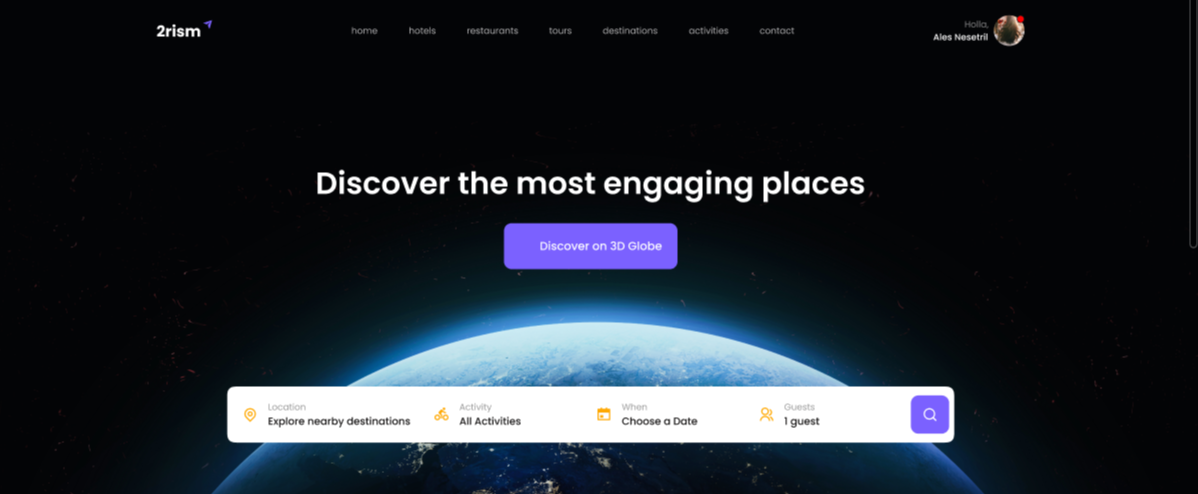 2rism
home hotels restaurants tours destinations activities contact
Holla,
Ales Nesetril
Discover the most engaging places
Discover on 3D Globe
Location
Explore nearby destinations
Activity
All Activities
When
Choose a Date
Guests
1 guest